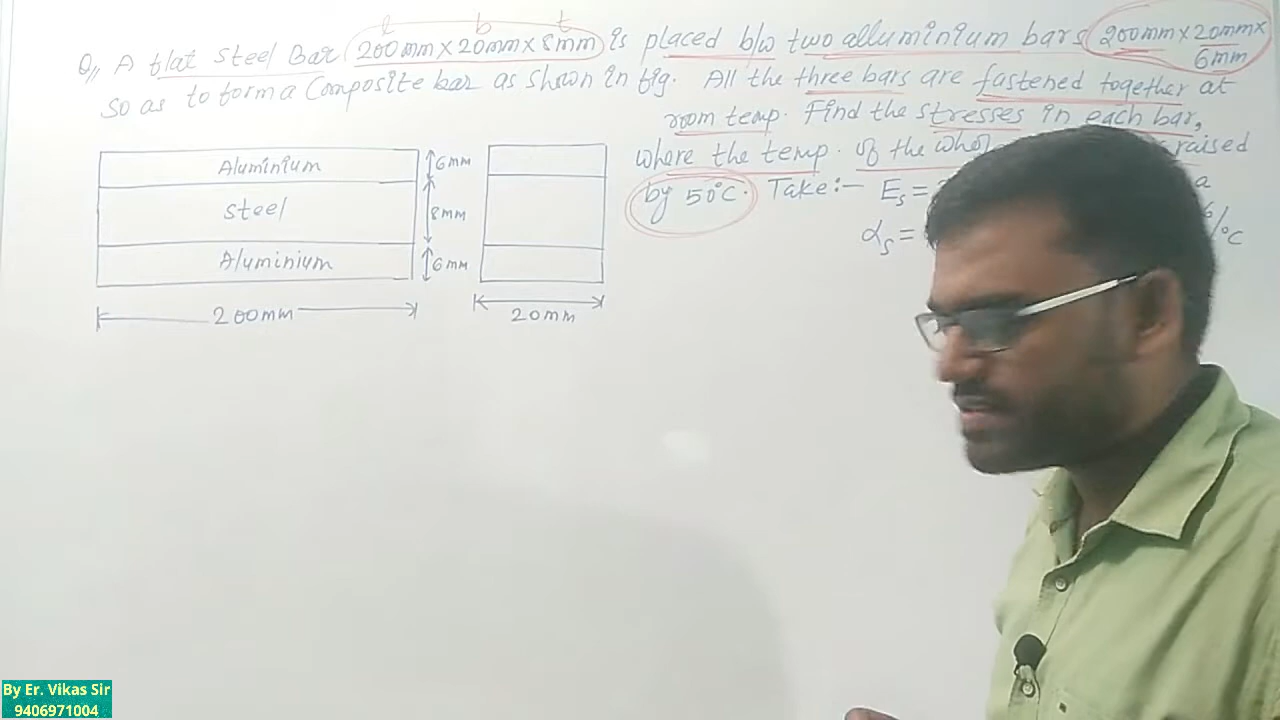 l b t
Q,, A flat Steel Bar 200mm×20mm×8mm is placed b/w two alluminium bars 200mm×20mm×
6mm
so as to form a Composite bar as shown in fig. All the three bars are fastened together at
room temp. Find the stresses in each bar,
where the temp. of the raised
by 50°C. Take:- Es =
αs = /°C
Aluminium
Steel
Aluminium
6mm
8mm
6mm
200mm
20mm
By Er. Vikas Sir
9406971004